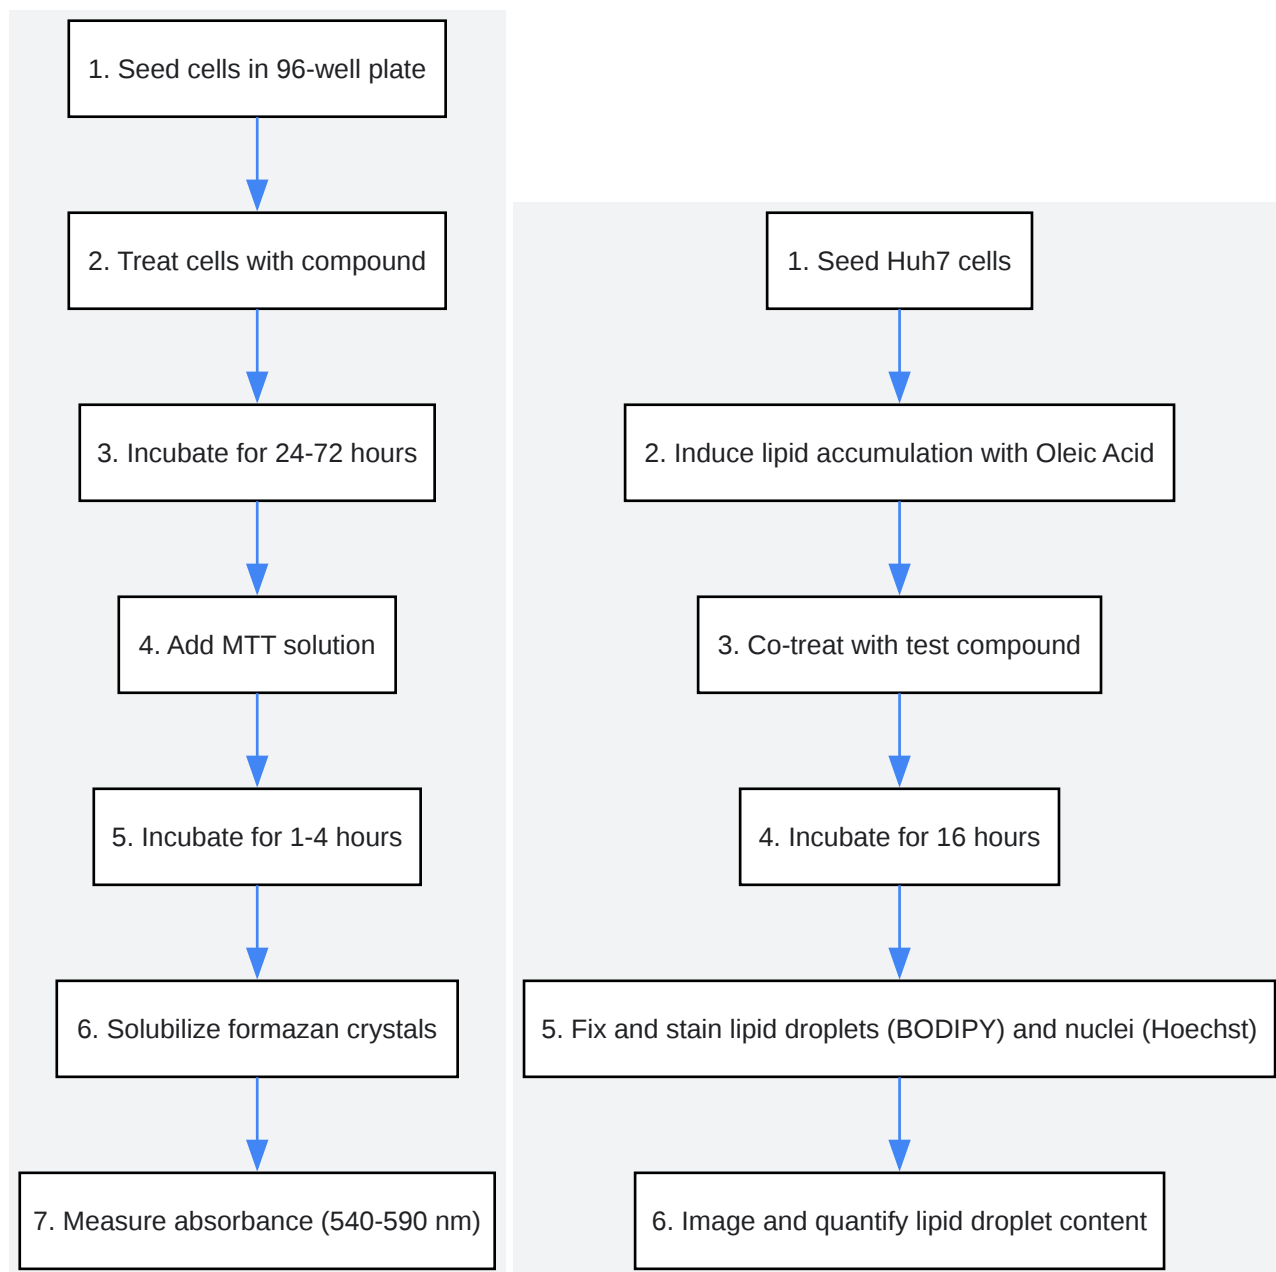 1. Seed cells in 96-well plate
2. Treat cells with compound
3. Incubate for 24-72 hours
4. Add MTT solution
5. Incubate for 1-4 hours
6. Solubilize formazan crystals
7. Measure absorbance (540-590 nm)
1. Seed Huh7 cells
2. Induce lipid accumulation with Oleic Acid
3. Co-treat with test compound
4. Incubate for 16 hours
5. Fix and stain lipid droplets (BODIPY) and nuclei (Hoechst)
6. Image and quantify lipid droplet content